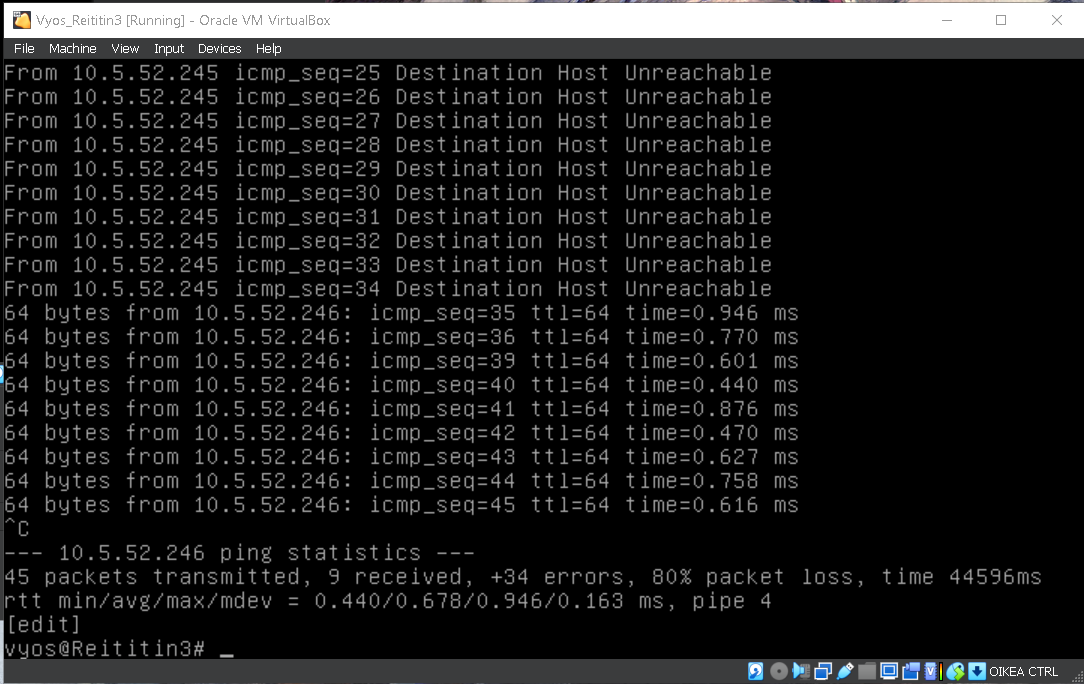 Vyos_Reititin3 [Running] - Oracle VM VirtualBox
File Machine View Input Devices Help
From 10.5.52.245 icmp_seq=25 Destination Host Unreachable
From 10.5.52.245 icmp_seq=26 Destination Host Unreachable
From 10.5.52.245 icmp_seq=27 Destination Host Unreachable
From 10.5.52.245 icmp_seq=28 Destination Host Unreachable
From 10.5.52.245 icmp_seq=29 Destination Host Unreachable
From 10.5.52.245 icmp_seq=30 Destination Host Unreachable
From 10.5.52.245 icmp_seq=31 Destination Host Unreachable
From 10.5.52.245 icmp_seq=32 Destination Host Unreachable
From 10.5.52.245 icmp_seq=33 Destination Host Unreachable
From 10.5.52.245 icmp_seq=34 Destination Host Unreachable
64 bytes from 10.5.52.246: icmp_seq=35 ttl=64 time=0.946 ms
64 bytes from 10.5.52.246: icmp_seq=36 ttl=64 time=0.770 ms
64 bytes from 10.5.52.246: icmp_seq=39 ttl=64 time=0.601 ms
64 bytes from 10.5.52.246: icmp_seq=40 ttl=64 time=0.440 ms
64 bytes from 10.5.52.246: icmp_seq=41 ttl=64 time=0.876 ms
64 bytes from 10.5.52.246: icmp_seq=42 ttl=64 time=0.470 ms
64 bytes from 10.5.52.246: icmp_seq=43 ttl=64 time=0.627 ms
64 bytes from 10.5.52.246: icmp_seq=44 ttl=64 time=0.758 ms
64 bytes from 10.5.52.246: icmp_seq=45 ttl=64 time=0.616 ms
^C
--- 10.5.52.246 ping statistics ---
45 packets transmitted, 9 received, +34 errors, 80% packet loss, time 44596ms
rtt min/avg/max/mdev = 0.440/0.678/0.946/0.163 ms, pipe 4
[edit]
vyos@Reititin3# _
OIKEA CTRL